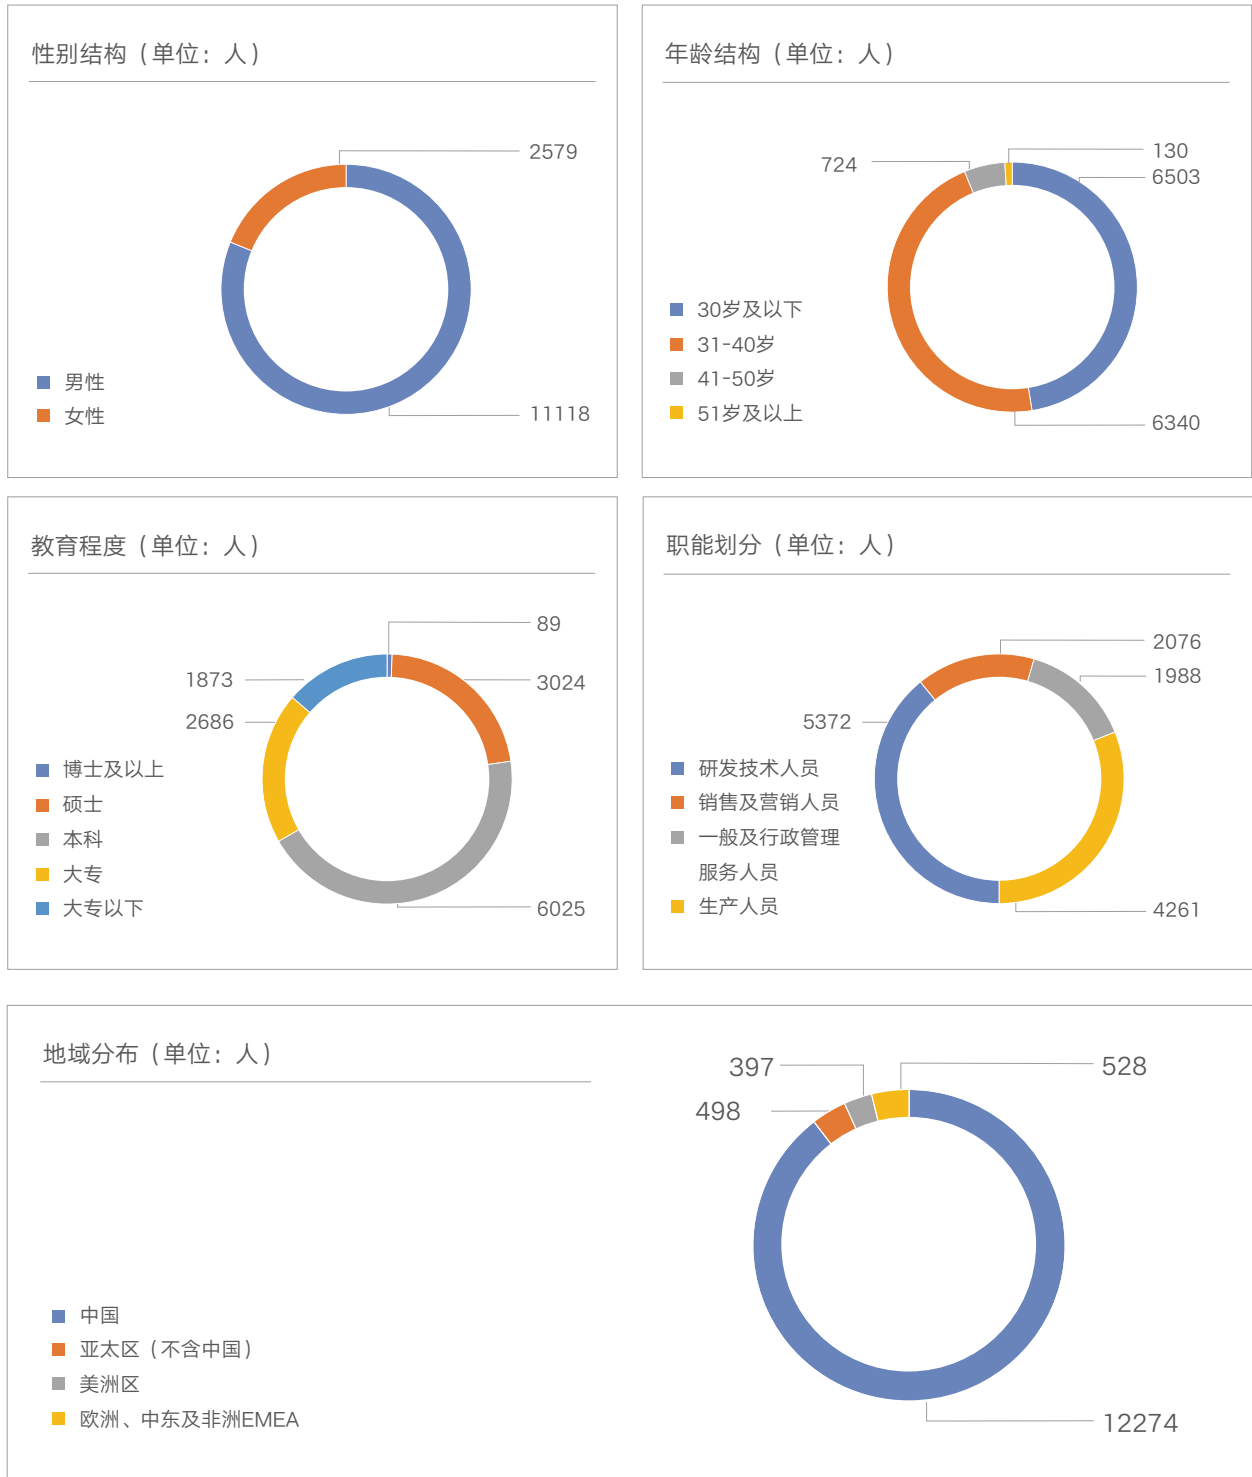 性别结构（单位：人）
2579
11118
男性
女性
年龄结构（单位：人）
130
724
6503
30岁及以下
31-40岁
41-50岁
51岁及以上
6340
教育程度（单位：人）
89
1873
3024
2686
博士及以上
硕士
本科
大专
大专以下
6025
职能划分（单位：人）
2076
1988
5372
研发技术人员
销售及营销人员
一般及行政管理
服务人员
生产人员
4261
地域分布（单位：人）
397
528
498
中国
亚太区（不含中国）
美洲区
欧洲、中东及非洲EMEA
12274